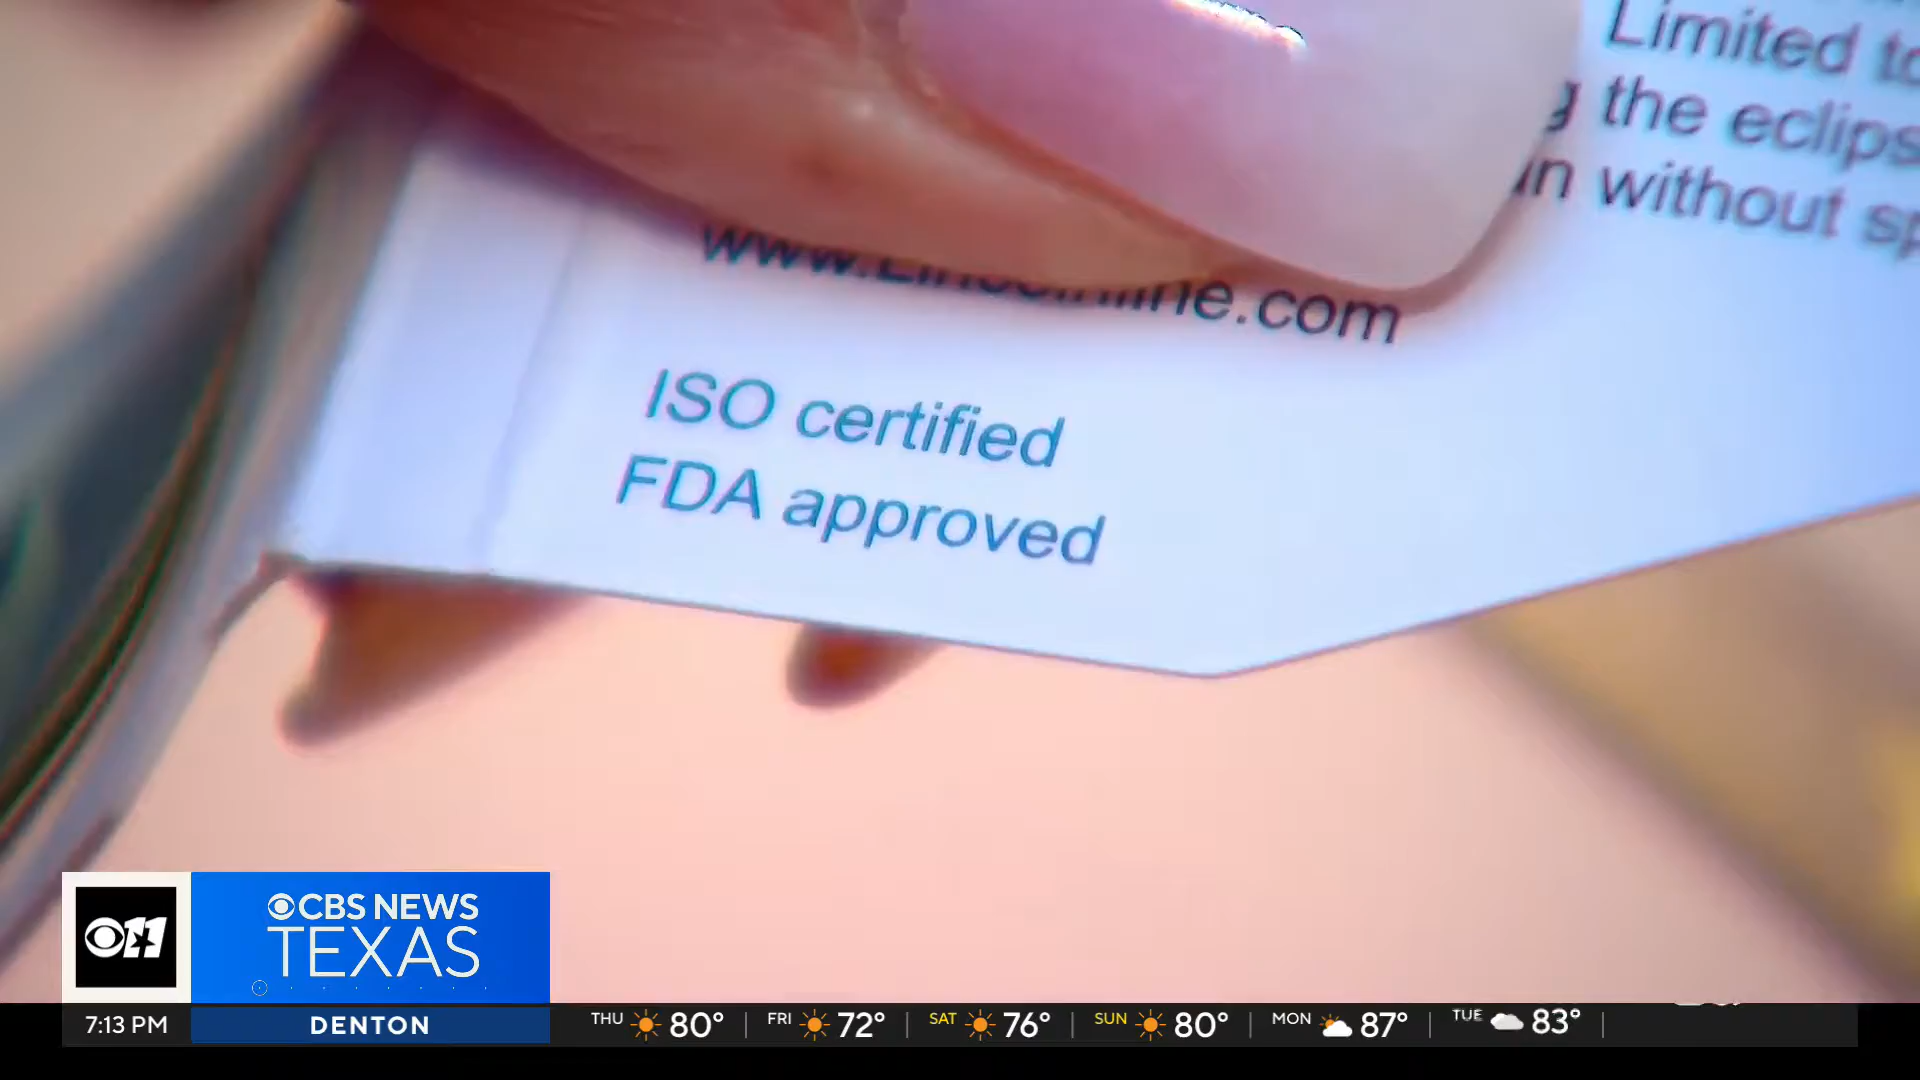 Limited
the eclips
without
.com
ISO certified
FDA approved
11
CBS NEWS
TEXAS
7:13 PM
DENTON
THU 80° | FRI 72° | SAT 76° | SUN 80° | MON 87° | TUE 83° |